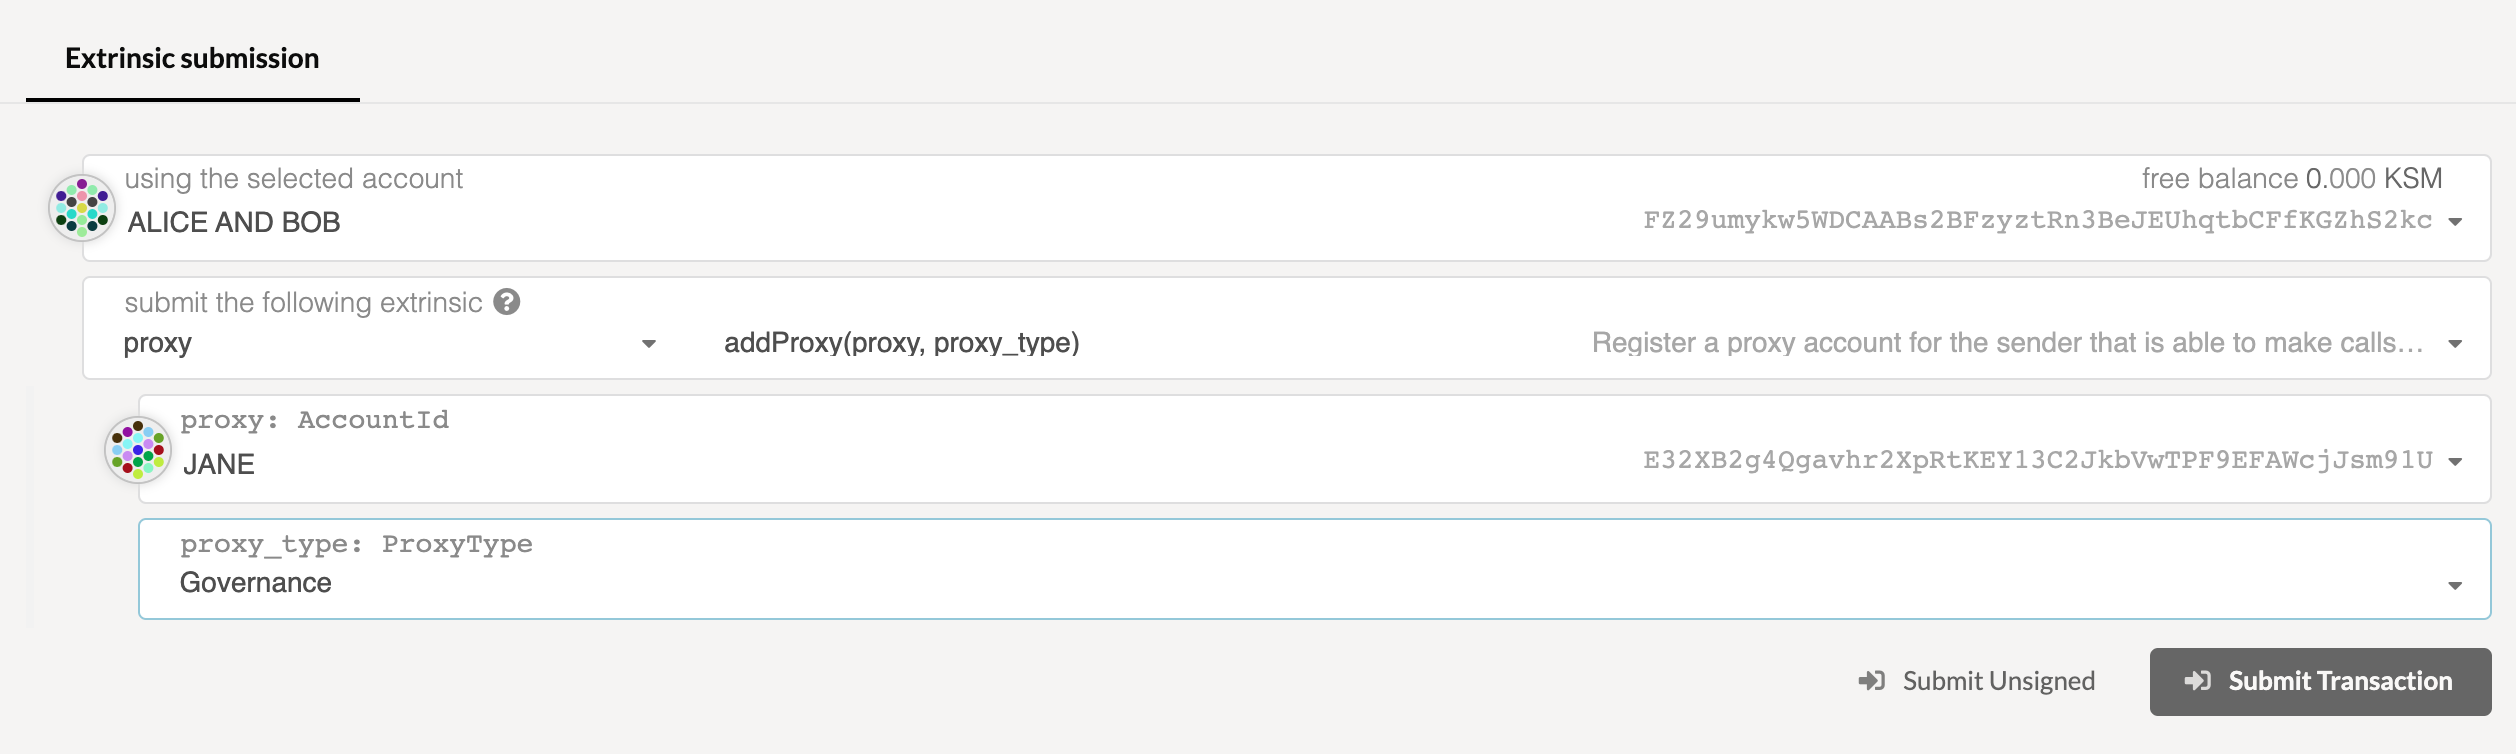 Extrinsic submission
using the selected account
free balance 0.000 KSM
ALICE AND BOB
FZ29umykw5WDCAABs2BFzyztRn3BeJEUhqtbCFfKGZhS2kc
submit the following extrinsic ?
proxy
addProxy(proxy, proxy_type)
Register a proxy account for the sender that is able to make calls…
proxy: AccountId
JANE
E32XB2g4Qgavhr2XpRtKEY13C2JkbVwTPF9EFAWcjJsm91U
proxy_type: ProxyType
Governance
Submit Unsigned
Submit Transaction